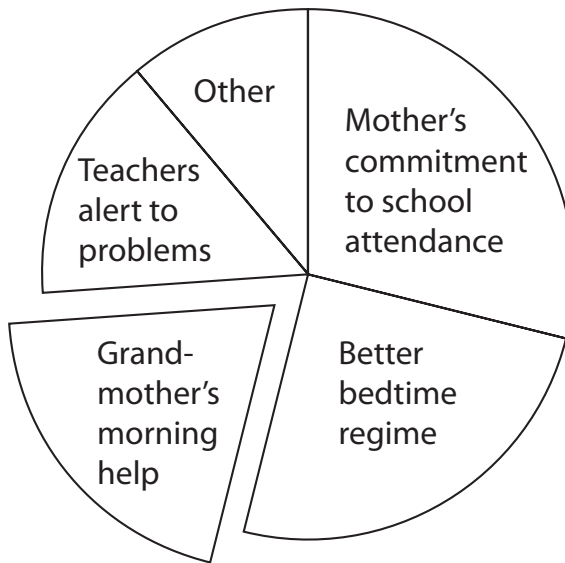 Other
Mother’s
commitment
to school
attendance
Teachers
alert to
problems
Grand-
mother’s
morning
help
Better
bedtime
regime